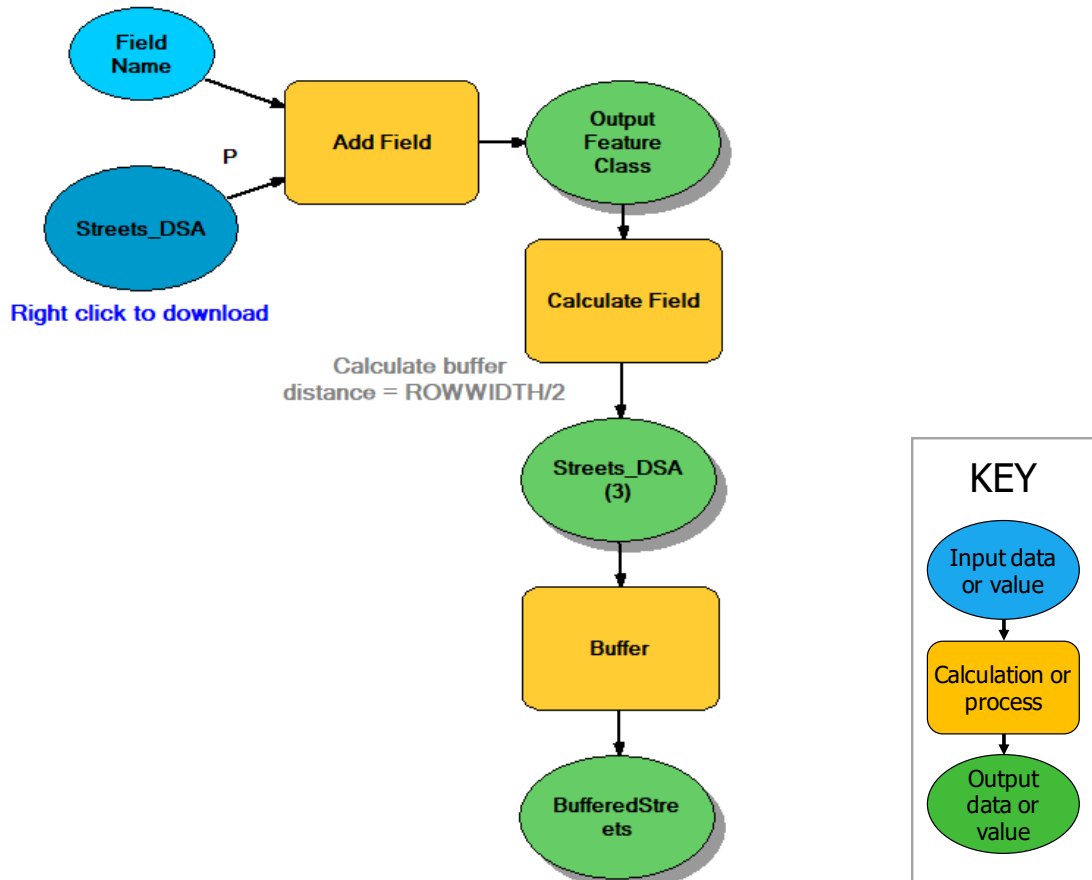 Field
Name
Add Field
Output
Feature
Class
P
Streets_DSA
Right click to download
Calculate Field
Calculate buffer
distance = ROWWIDTH/2
Streets_DSA
(3)
Buffer
BufferedStre
ets
KEY
Input data
or value
Calculation or
process
Output
data or
value